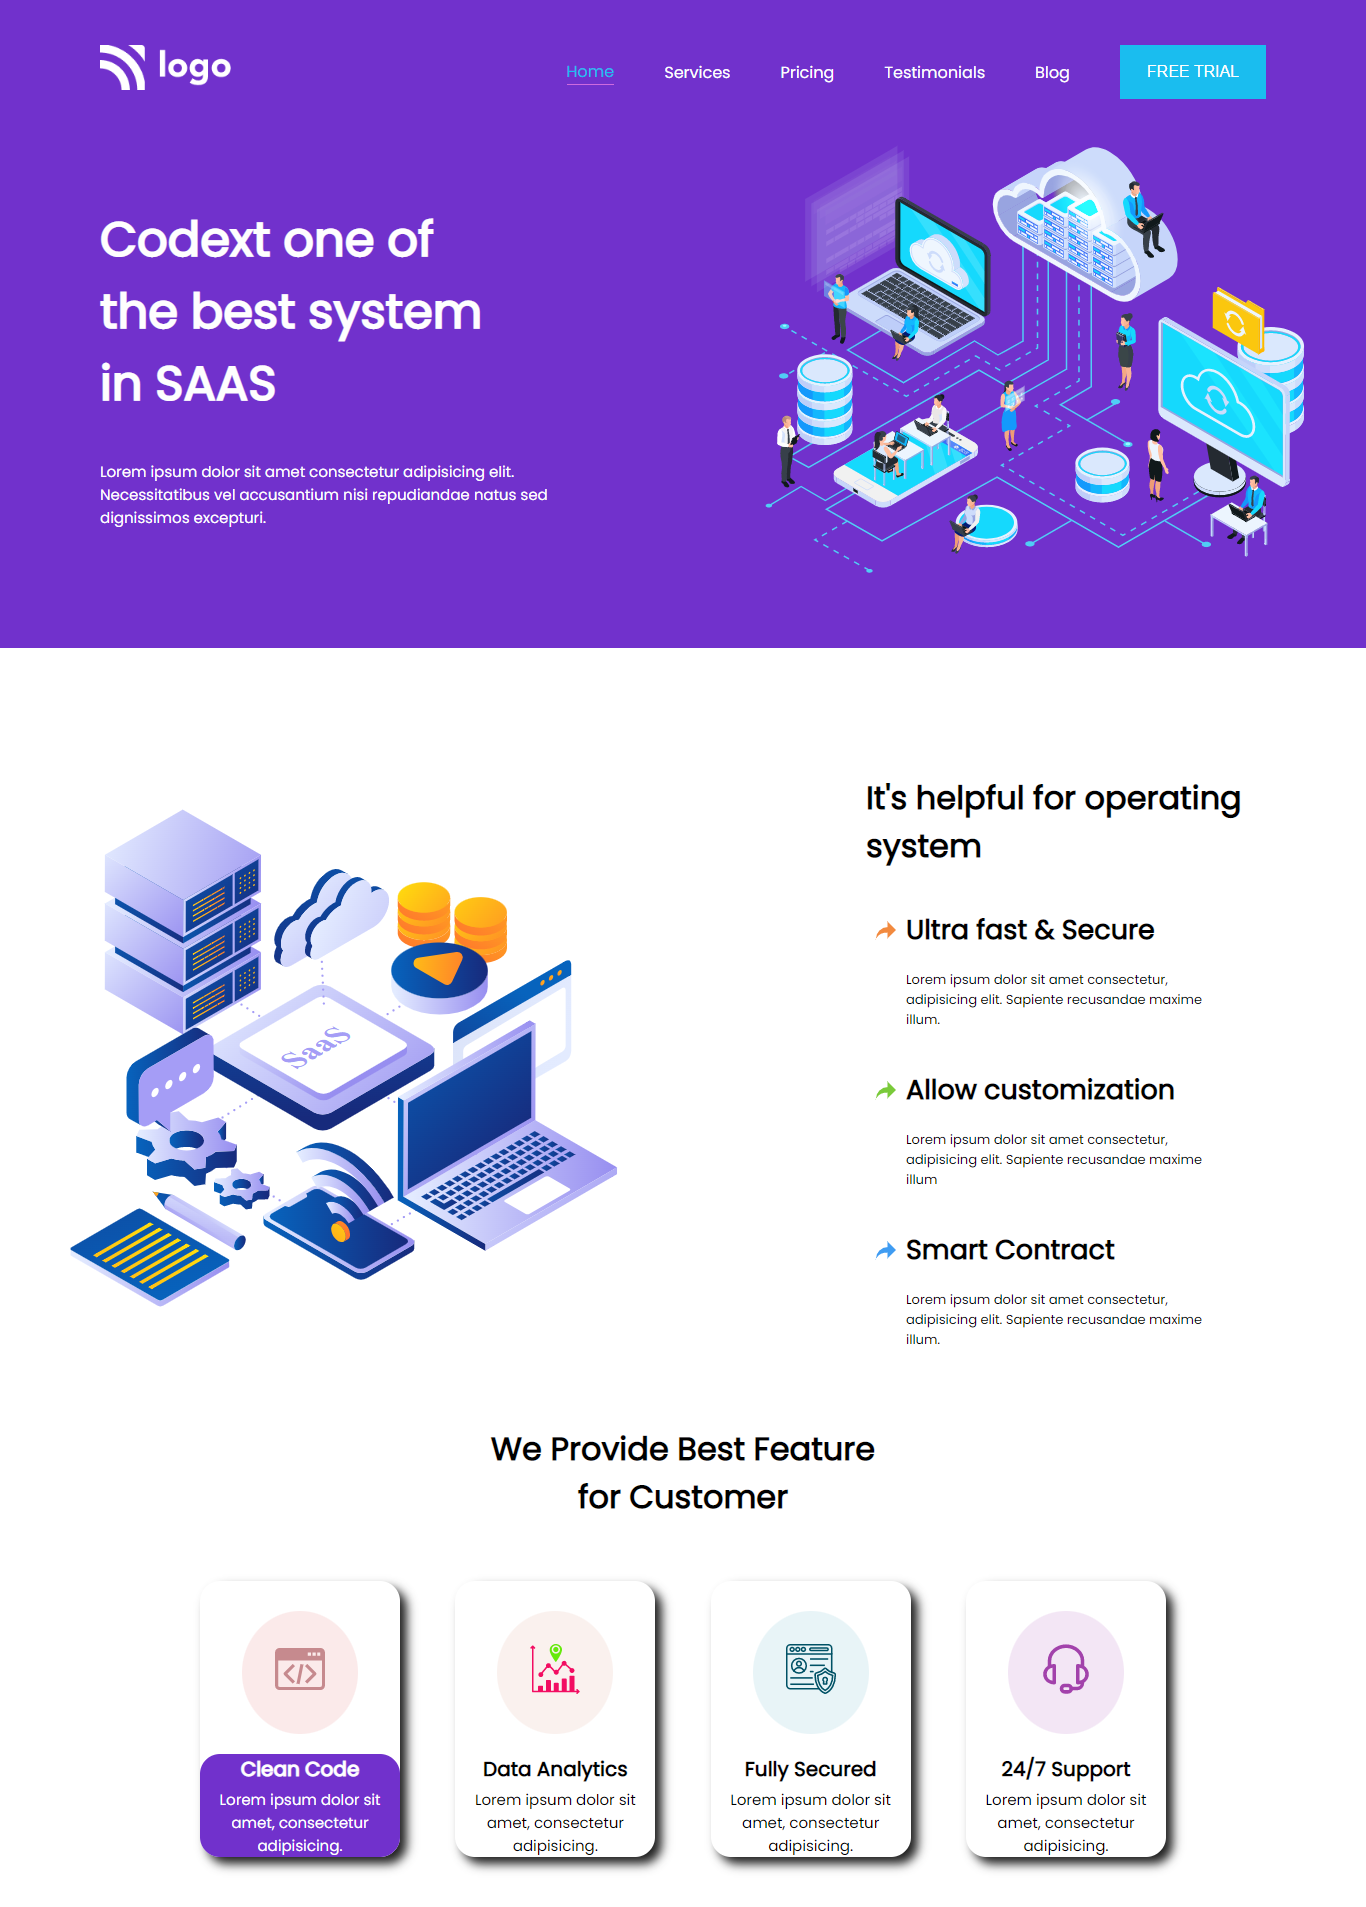 logo
Home Services Pricing Testimonials Blog FREE TRIAL
Codext one of
the best system
in SAAS
Lorem ipsum dolor sit amet consectetur adipisicing elit.
Necessitatibus vel accusantium nisi repudiandae natus sed
dignissimos excepturi.
It's helpful for operating
system
Ultra fast & Secure
Lorem ipsum dolor sit amet consectetur,
adipisicing elit. Sapiente recusandae maxime
illum.
SaaS
Allow customization
Lorem ipsum dolor sit amet consectetur,
adipisicing elit. Sapiente recusandae maxime
illum
Smart Contract
Lorem ipsum dolor sit amet consectetur,
adipisicing elit. Sapiente recusandae maxime
illum.
We Provide Best Feature
for Customer
Clean Code
Lorem ipsum dolor sit
amet, consectetur
adipisicing.
Data Analytics
Lorem ipsum dolor sit
amet, consectetur
adipisicing.
Fully Secured
Lorem ipsum dolor sit
amet, consectetur
adipisicing.
24/7 Support
Lorem ipsum dolor sit
amet, consectetur
adipisicing.